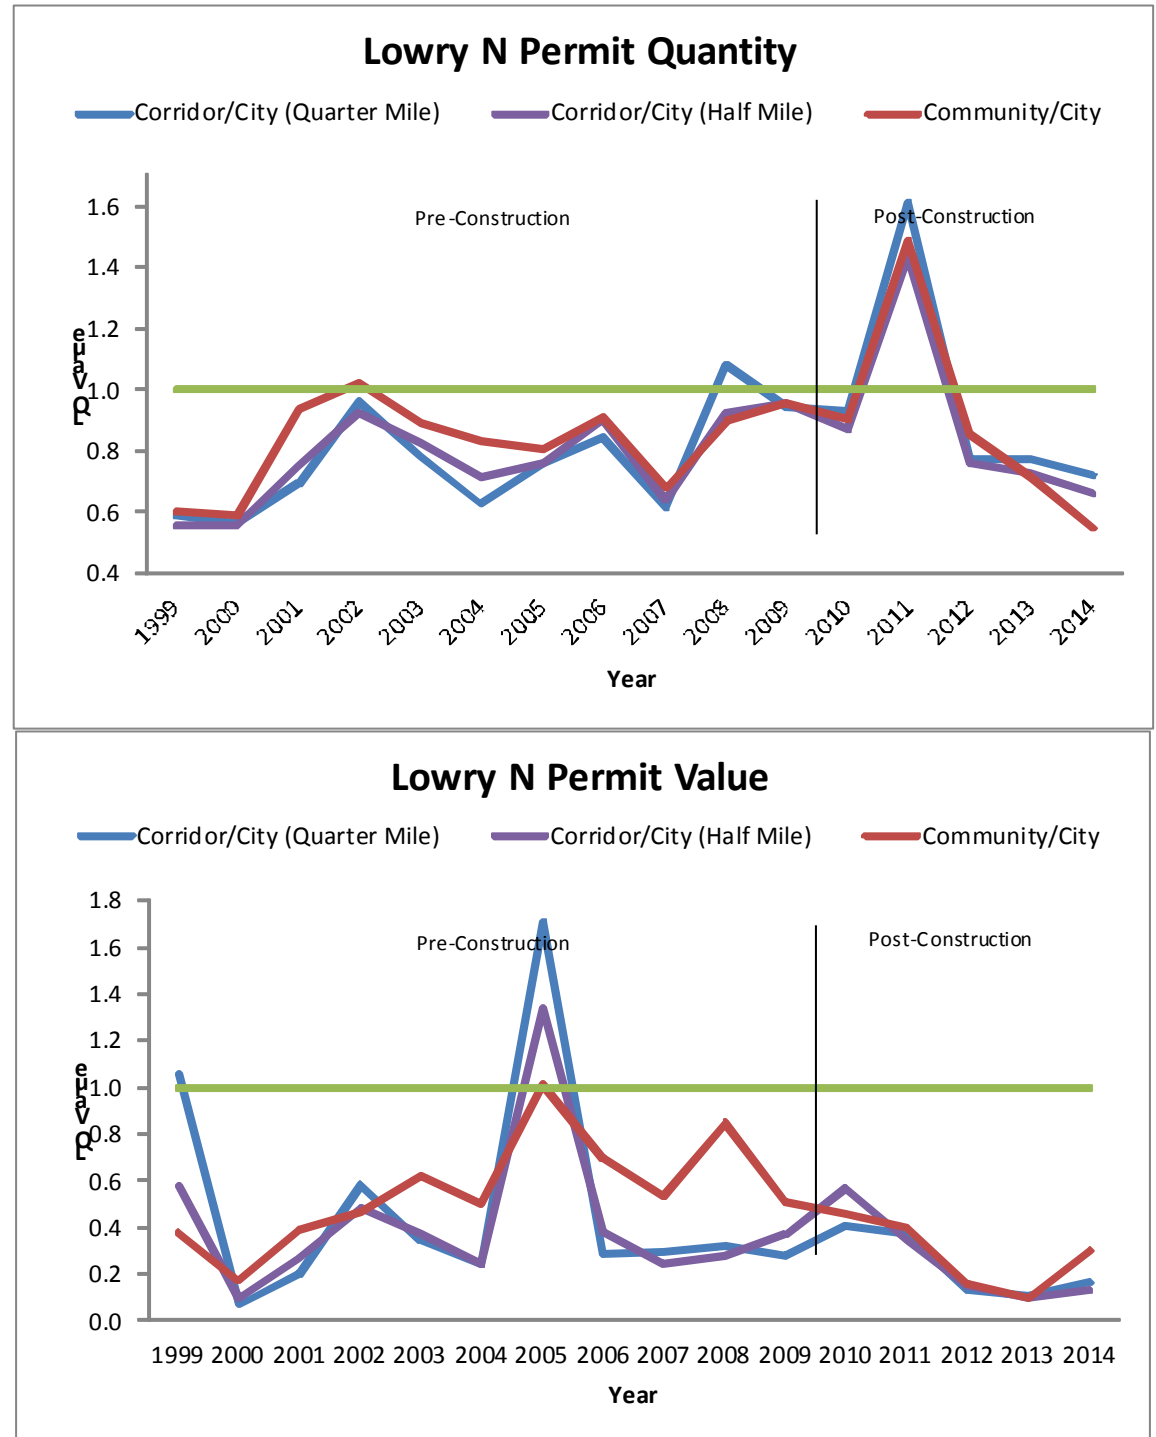 Lowry N Permit Quantity
Corridor/City (Quarter Mile) Corridor/City (Half Mile) Community/City
Pre-Construction Post-Construction
1.6
1.4
1.2
1.0
0.8
0.6
0.4
LQ Value
1999 2000 2001 2002 2003 2004 2005 2006 2007 2008 2009 2010 2011 2012 2013 2014
Year
Lowry N Permit Value
Corridor/City (Quarter Mile) Corridor/City (Half Mile) Community/City
Pre-Construction Post-Construction
1.8
1.6
1.4
1.2
1.0
0.8
0.6
0.4
0.2
0.0
LQ Value
1999 2000 2001 2002 2003 2004 2005 2006 2007 2008 2009 2010 2011 2012 2013 2014
Year